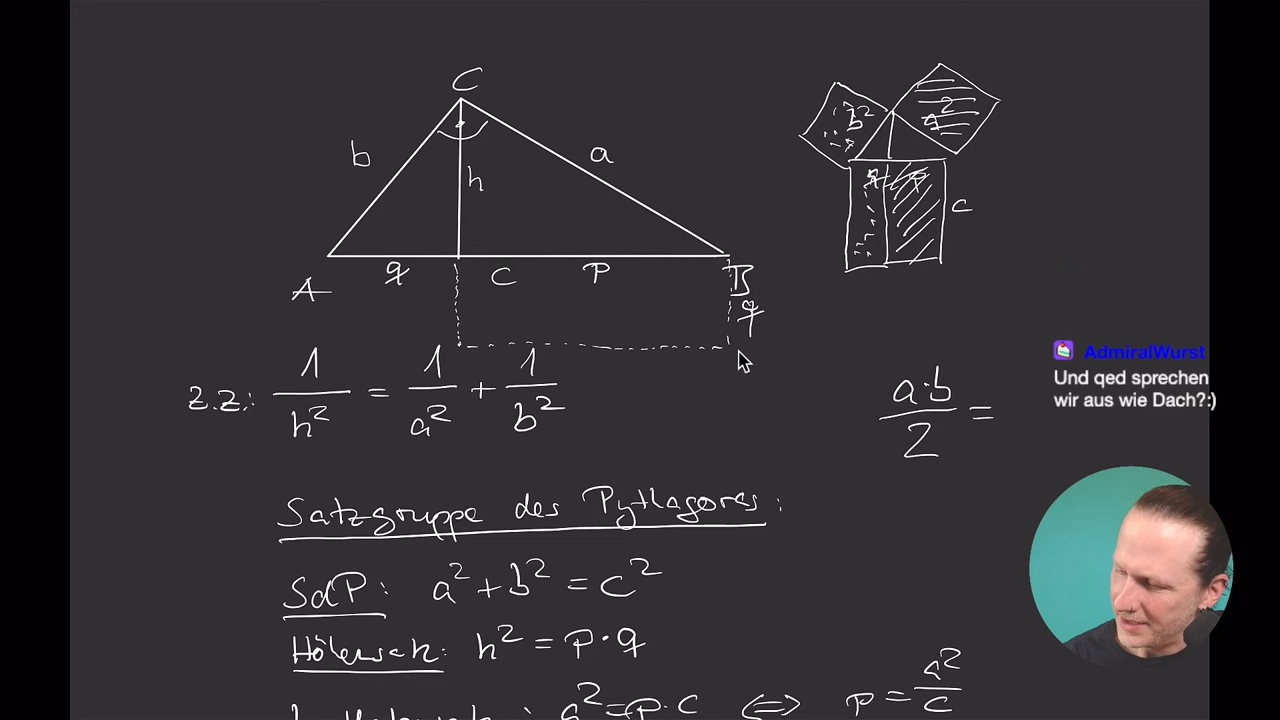 C
b² a²
b a
h
q p
c
A q c p B
q
z.z.: 1/h² = 1/a² + 1/b²
a·b/2 =
AdmiralWurst
Und qed sprechen
wir aus wie Dach?:)
Satzgruppe des Pythagoras:
SdP: a² + b² = c²
Höhensatz: h² = p·q
a² = p·c ⇔ p = a²/c